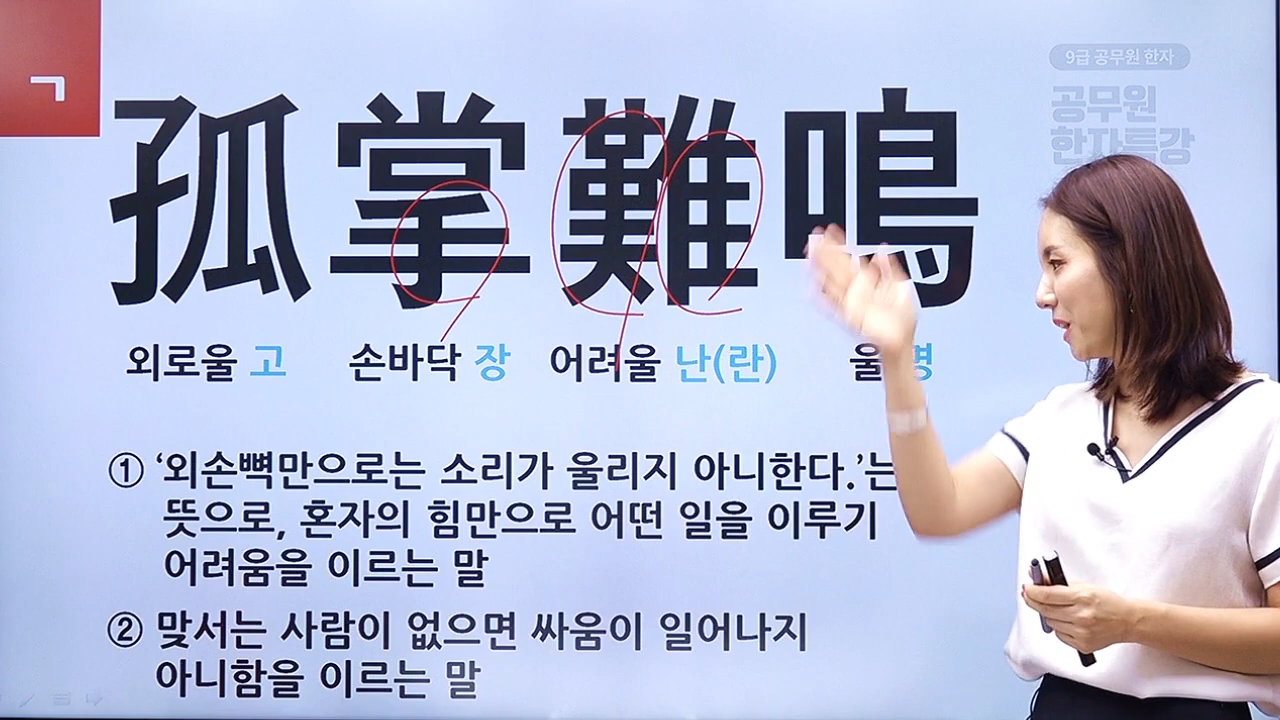 ㄱ
9급 공무원 한자
공무원
한자특강
孤掌難鳴
외로울 고 손바닥 장 어려울 난(란) 울 명
① ‘외손뼉만으로는 소리가 울리지 아니한다.’는
뜻으로, 혼자의 힘만으로 어떤 일을 이루기
어려움을 이르는 말
② 맞서는 사람이 없으면 싸움이 일어나지
아니함을 이르는 말